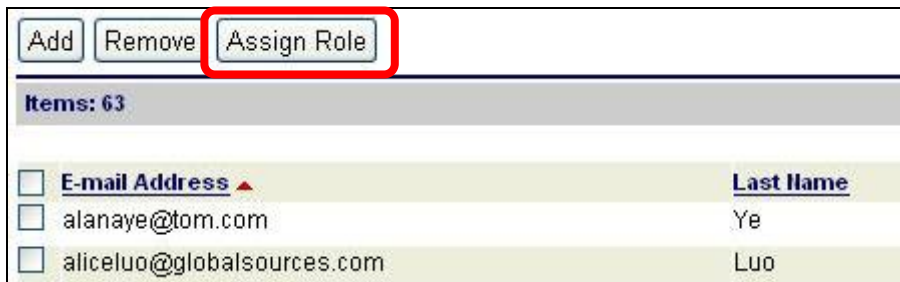 Add Remove Assign Role
Items: 63
E-mail Address Last Name
alanaye@tom.com Ye
aliceluo@globalsources.com Luo